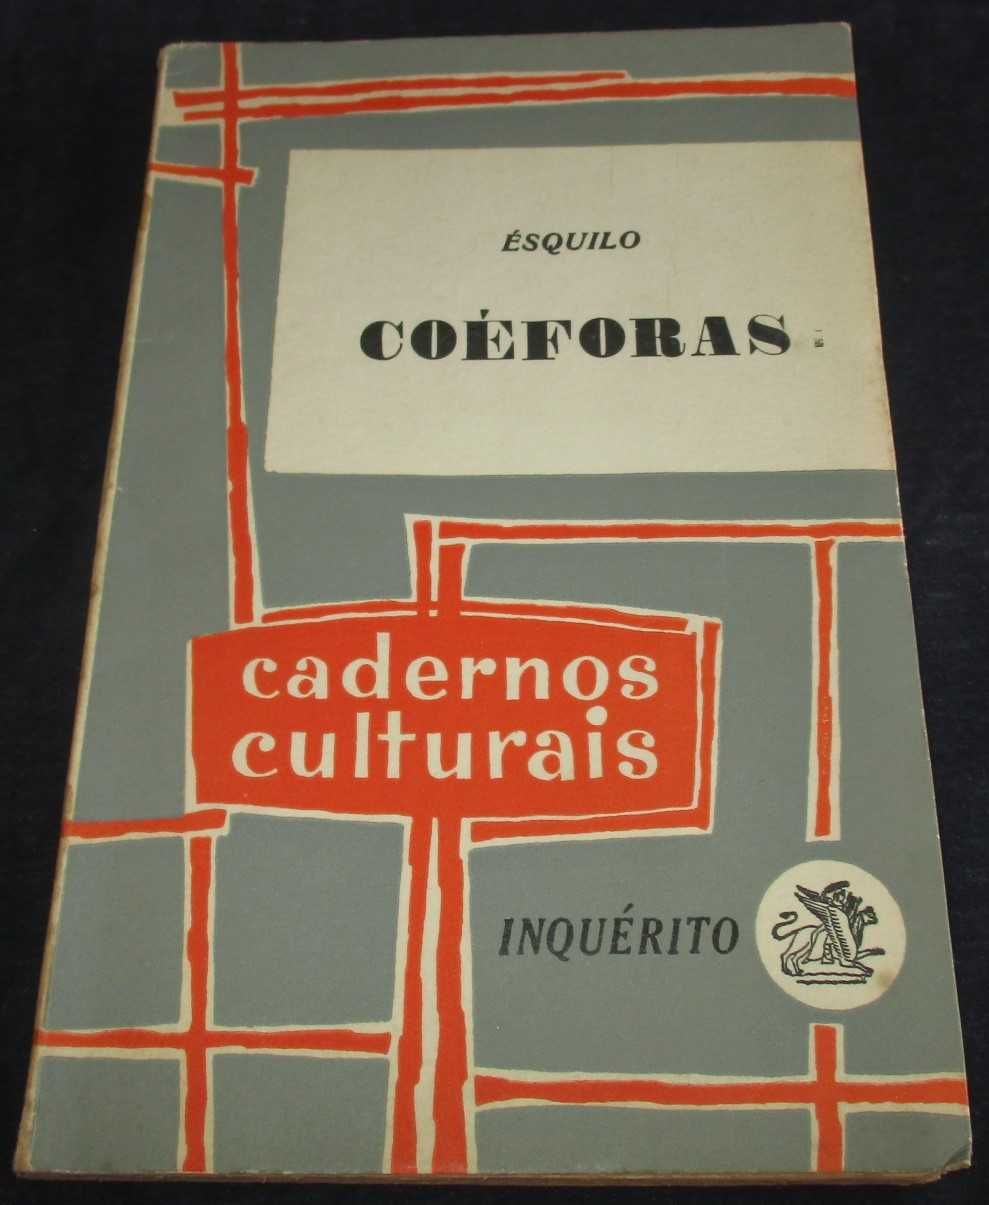 ÉSQUILO
COÉFORAS
cadernos
culturais
INQUÉRITO